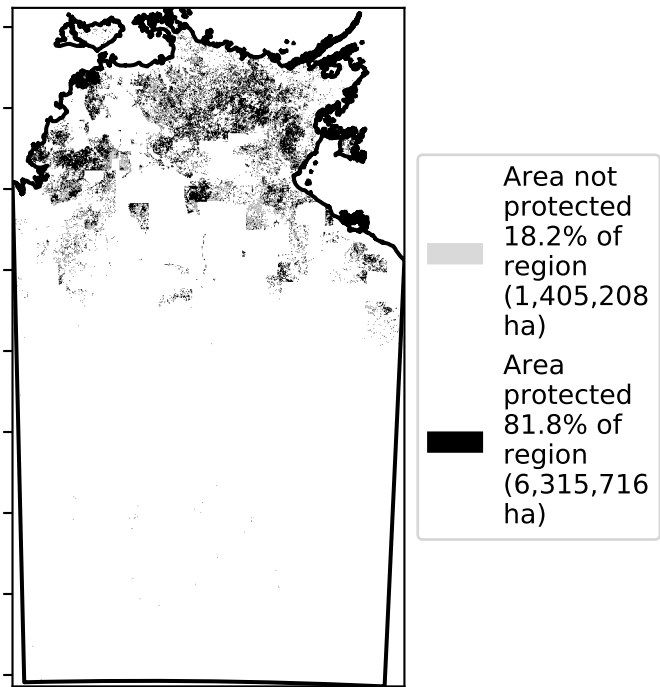 Area not
protected
18.2% of
region
(1,405,208
ha)
Area
protected
81.8% of
region
(6,315,716
ha)